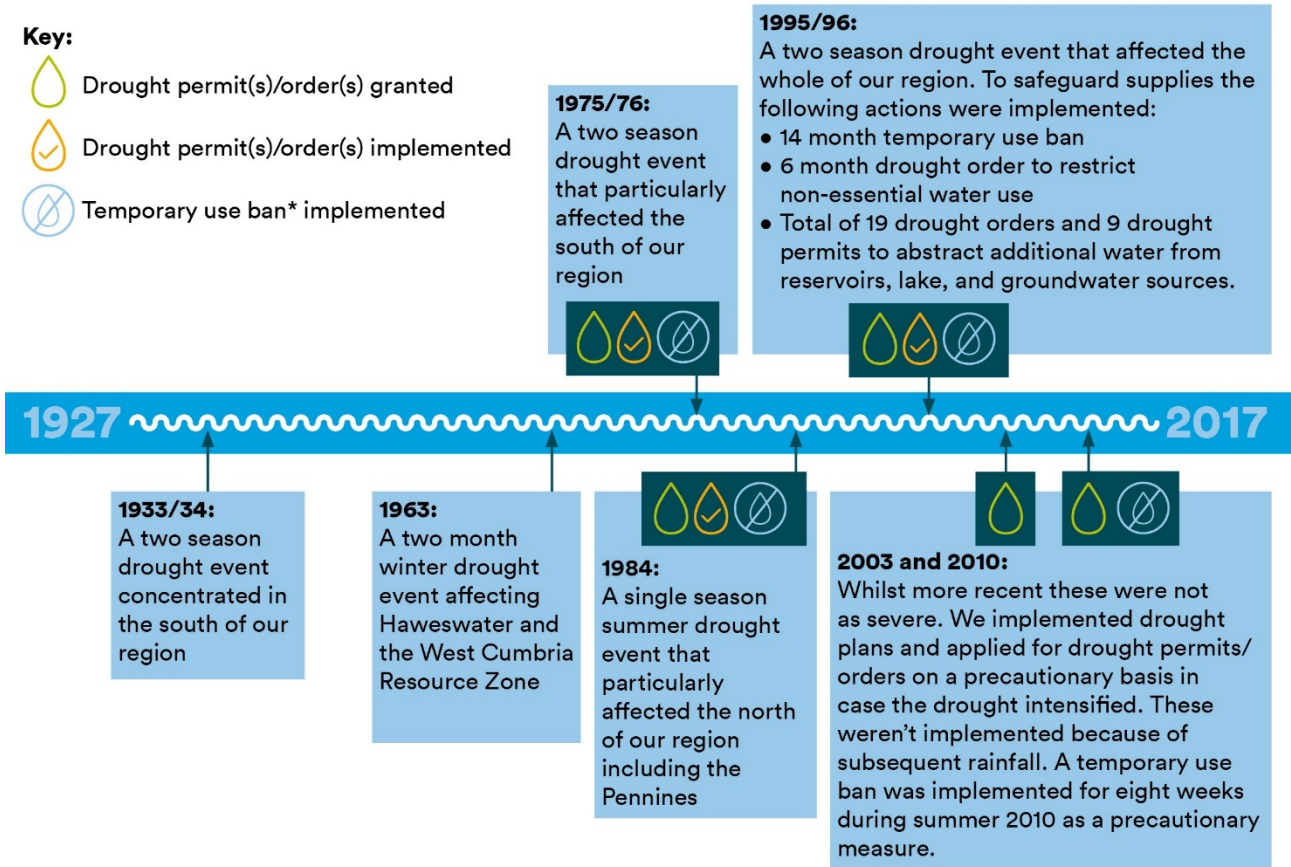 Key:
Drought permit(s)/order(s) granted
Drought permit(s)/order(s) implemented
Temporary use ban* implemented
1975/76:
A two season
drought event
that particularly
affected the
south of our
region
1995/96:
A two season drought event that affected the
whole of our region. To safeguard supplies the
following actions were implemented:
• 14 month temporary use ban
• 6 month drought order to restrict
non-essential water use
• Total of 19 drought orders and 9 drought
permits to abstract additional water from
reservoirs, lake, and groundwater sources.
1927
2017
1933/34:
A two season
drought event
concentrated in
the south of our
region
1963:
A two month
winter drought
event affecting
Haweswater and
the West Cumbria
Resource Zone
1984:
A single season
summer drought
event that
particularly
affected the north
of our region
including the
Pennines
2003 and 2010:
Whilst more recent these were not
as severe. We implemented drought
plans and applied for drought permits/
orders on a precautionary basis in
case the drought intensified. These
weren't implemented because of
subsequent rainfall. A temporary use
ban was implemented for eight weeks
during summer 2010 as a precautionary
measure.